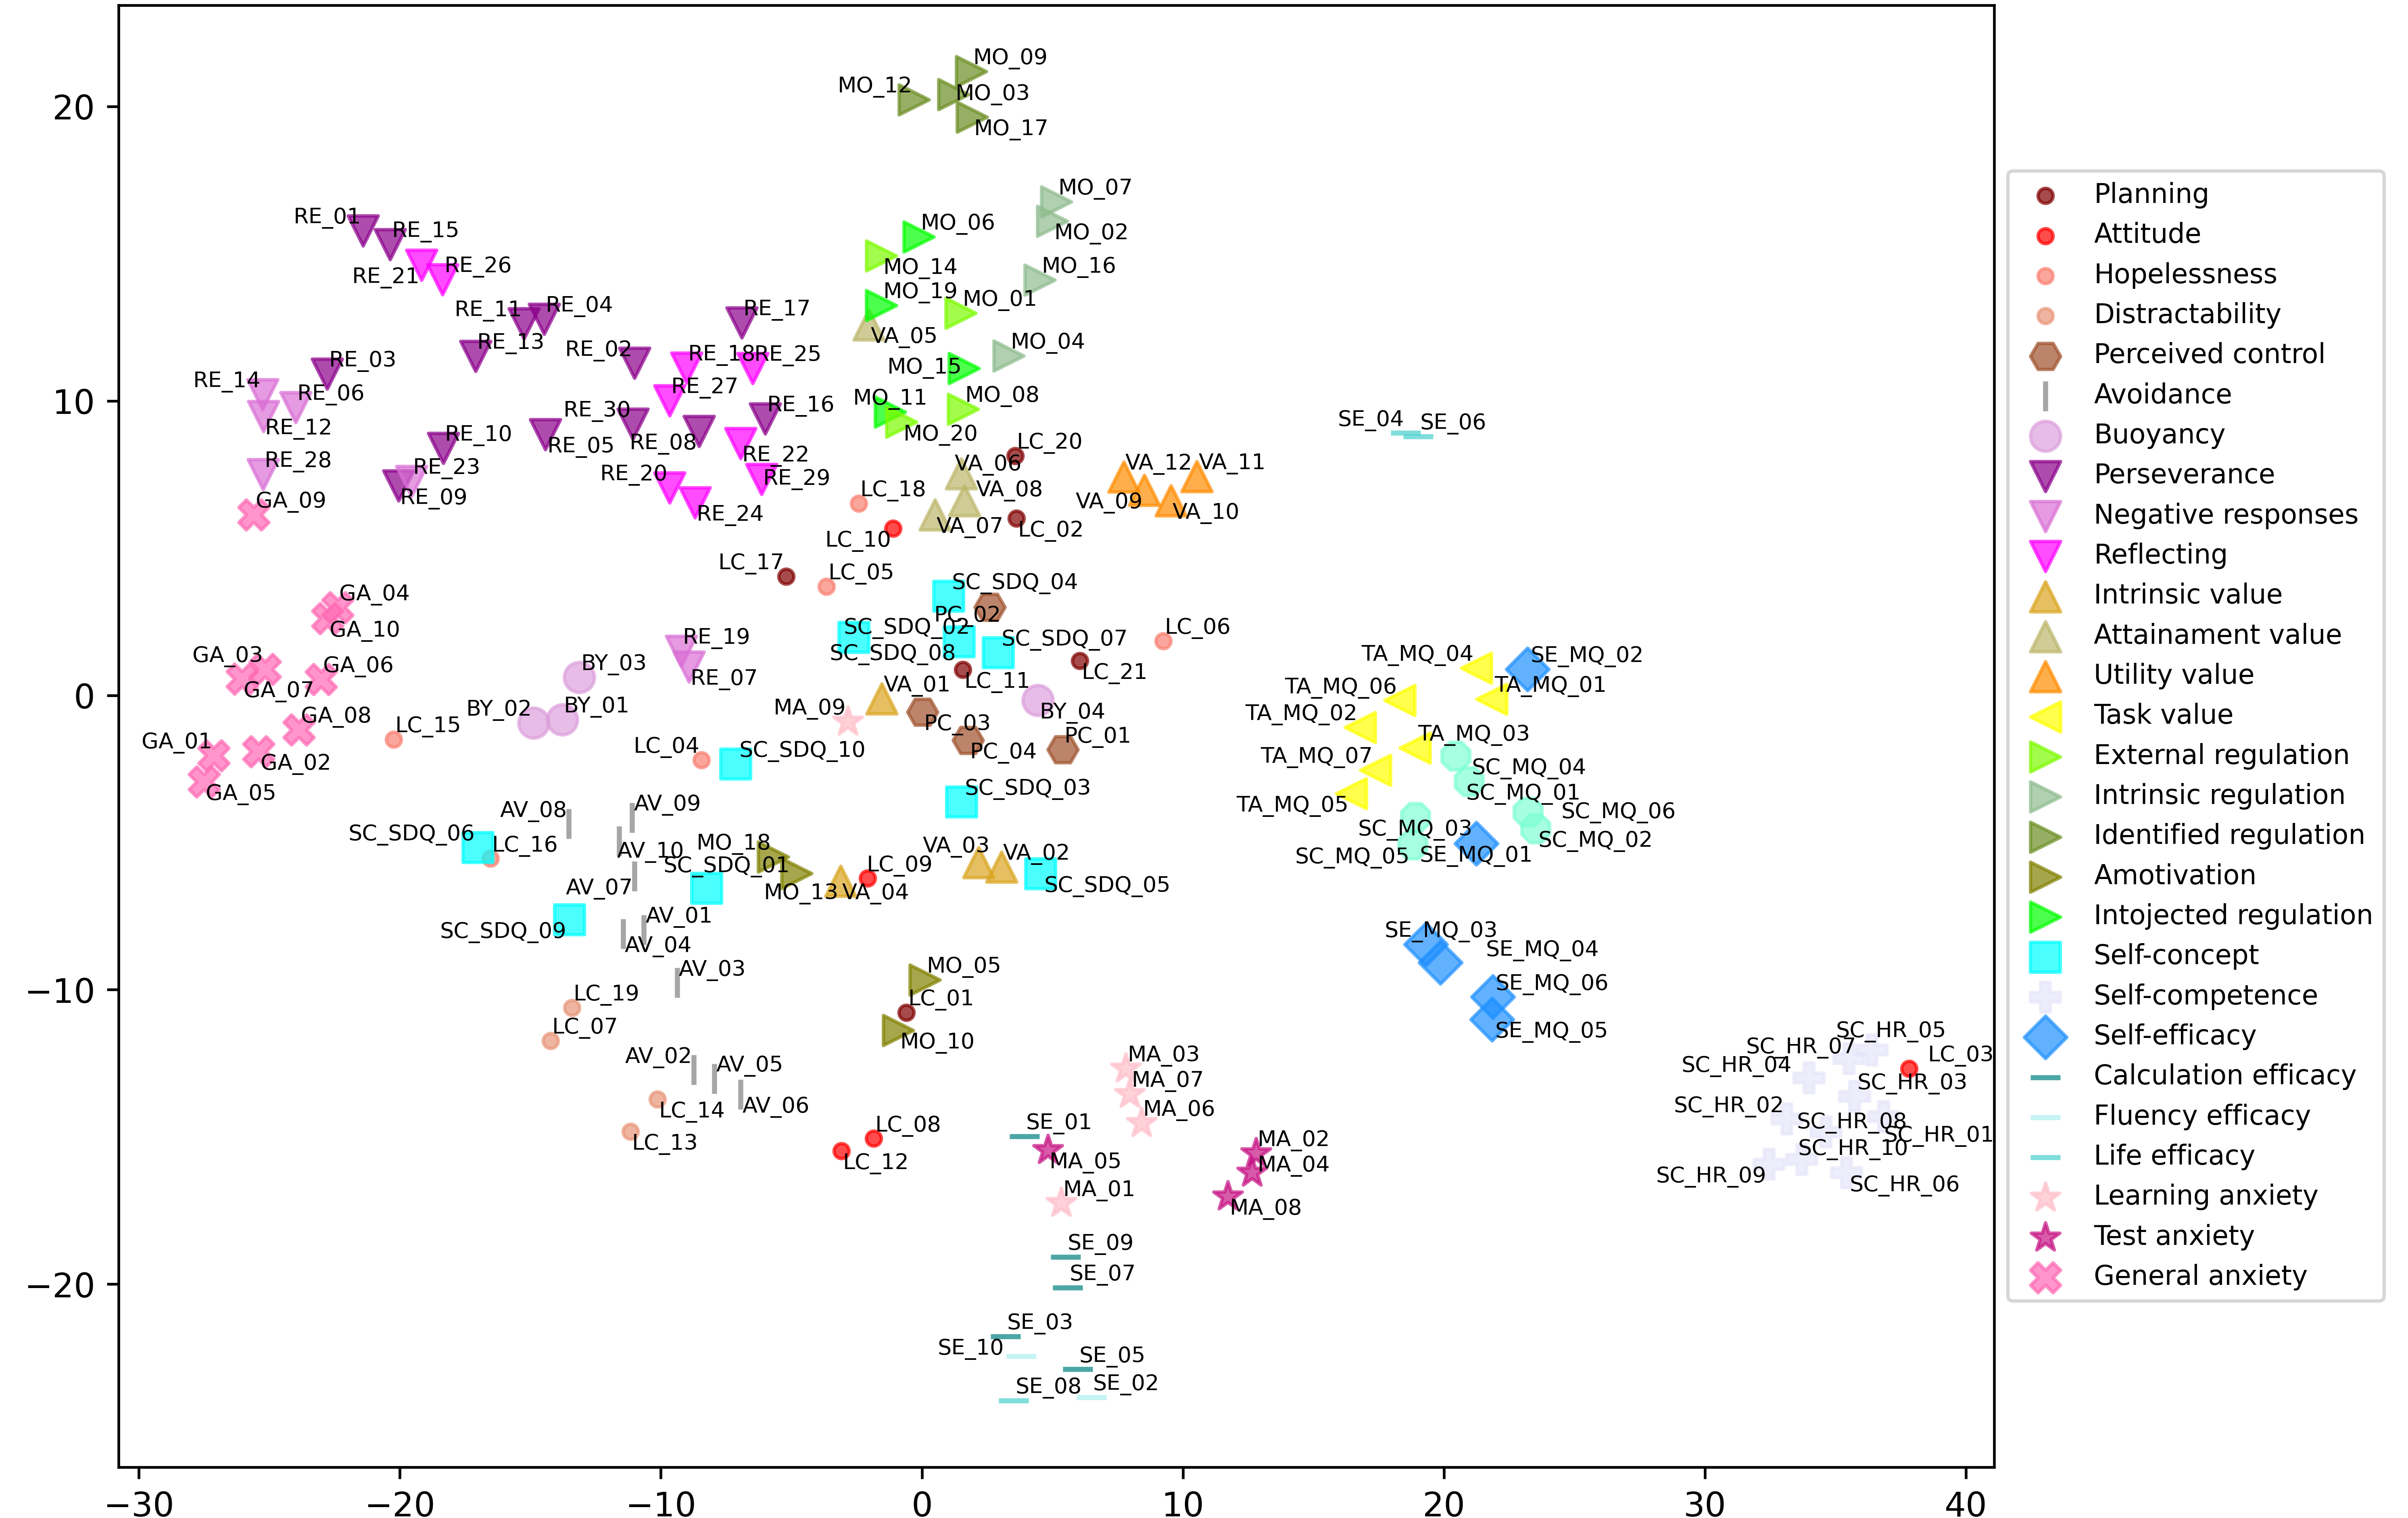 MO_09
MO_12
MO_03
20
MO_17
MO_07
RE_01
MO_06
RE_15
MO_02
RE_26
MO_14
MO_16
RE_21
MO_19
MO_01
RE_04
RE_11
RE_17
VA_05
RE_13
MO_04
RE_02
RE_18
RE_25
RE_03
MO_15
RE_14
RE_27
RE_06
MO_11
MO_08
10
RE_30
RE_16
SE_04
SE_06
RE_12
RE_10
MO_20
RE_05
RE_08
LC_20
RE_22
RE_28
RE_23
VA_06
VA_12
VA_11
RE_20
RE_29
RE_09
LC_18
VA_08
GA_09
VA_09
RE_24
VA_10
VA_07
LC_02
LC_10
LC_17
LC_05
SC_SDQ_04
GA_04
PC_02
GA_10
SC_SDQ_02
LC_06
RE_19
SC_SDQ_07
GA_03
SC_SDQ_08
TA_MQ_04
SE_MQ_02
GA_06
BY_03
RE_07
LC_11
LC_21
0
GA_07
VA_01
TA_MQ_06
TA_MQ_01
BY_02
BY_01
MA_09
BY_04
TA_MQ_02
GA_08
LC_15
PC_03
PC_01
TA_MQ_03
GA_01
LC_04
SC_SDQ_10
PC_04
TA_MQ_07
GA_02
SC_MQ_04
GA_05
SC_SDQ_03
SC_MQ_01
TA_MQ_05
AV_08
AV_09
SC_MQ_06
SC_SDQ_06
LC_16
MO_18
SC_MQ_03
SC_MQ_02
AV_10
VA_03
VA_02
SC_MQ_05
SE_MQ_01
SC_SDQ_01
LC_09
AV_07
MO_13
VA_04
SC_SDQ_05
AV_01
SC_SDQ_09
SE_MQ_03
AV_04
SE_MQ_04
AV_03
MO_05
−10
LC_19
LC_01
SE_MQ_06
LC_07
MO_10
SE_MQ_05
SC_HR_05
AV_02
MA_03
SC_HR_07
LC_03
AV_05
SC_HR_04
MA_07
SC_HR_03
AV_06
LC_14
MA_06
SC_HR_02
LC_08
SE_01
SC_HR_08
LC_13
MA_02
SC_HR_01
LC_12
MA_05
MA_04
SC_HR_10
SC_HR_09
MA_01
SC_HR_06
MA_08
SE_09
SE_07
−20
SE_03
SE_10
SE_05
SE_08
SE_02
−30
−20
−10
0
10
20
30
40
Planning
Attitude
Hopelessness
Distractability
Perceived control
Avoidance
Buoyancy
Perseverance
Negative responses
Reflecting
Intrinsic value
Attainament value
Utility value
Task value
External regulation
Intrinsic regulation
Identified regulation
Amotivation
Intojected regulation
Self-concept
Self-competence
Self-efficacy
Calculation efficacy
Fluency efficacy
Life efficacy
Learning anxiety
Test anxiety
General anxiety